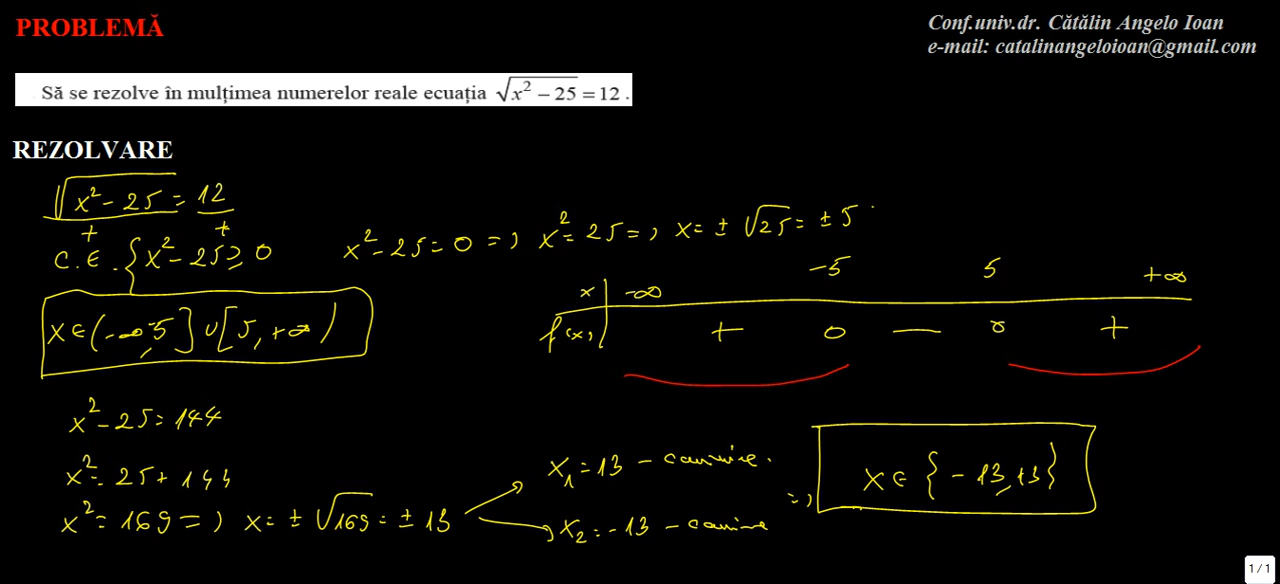 PROBLEMĂ
Conf.univ.dr. Cătălin Angelo Ioan
e-mail: catalinangeloioan@gmail.com
Să se rezolve în mulțimea numerelor reale ecuația √(x² − 25) = 12 .
REZOLVARE
√(x² − 25) = 12
+ +
C.E. { x² − 25 ≥ 0
x² − 25 = 0 => x² = 25 => x = ± √25 = ± 5
x -∞ -5 5 +∞
f(x) + 0 — 0 +
x ∈ (-∞, -5] ∪ [5, +∞)
x² − 25 = 144
x² = 25 + 144
x² = 169 => x = ± √169 = ± 13
x₁ = 13 - convine.
x₂ = -13 - convine
=> x ∈ { -13, 13 }
1 / 1